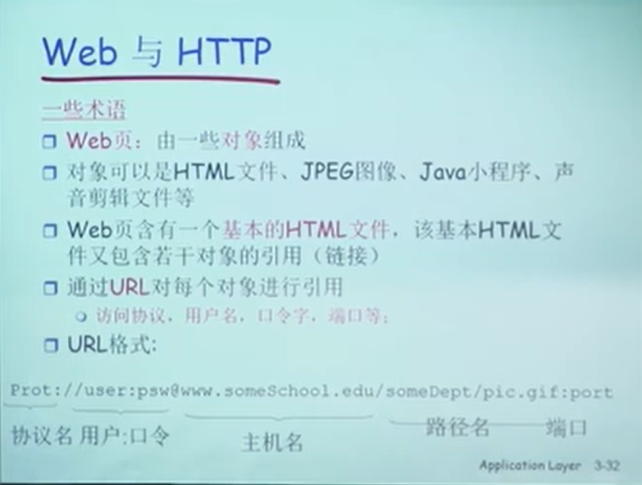 Web 与 HTTP
一些术语
Web页：由一些对象组成
对象可以是HTML文件、JPEG图像、Java小程序、声
音剪辑文件等
Web页含有一个基本的HTML文件，该基本HTML文
件又包含若干对象的引用（链接）
通过URL对每个对象进行引用
访问协议，用户名，口令字，端口等；
URL格式:
Prot://user:psw@www.someSchool.edu/someDept/pic.gif:port
协议名 用户:口令 主机名 路径名 端口
Application Layer 3-32